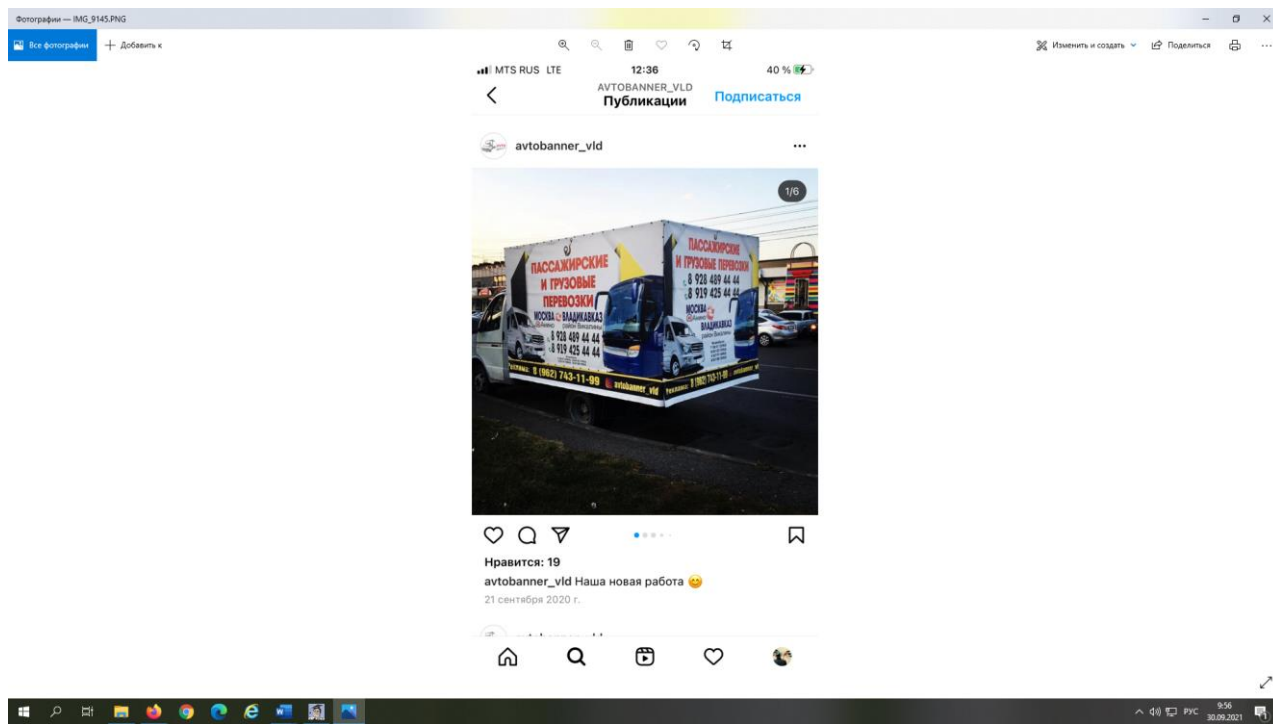 Фотографии — IMG_9145.PNG
Все фотографии
Добавить к
Изменить и создать
Поделиться
MTS RUS LTE
12:36
40 %
AVTOBANNER_VLD
Публикации
Подписаться
avtobanner_vld
1/6
ПАССАЖИРСКИЕ
И ГРУЗОВЫЕ
ПЕРЕВОЗКИ
МОСКВА
ВЛАДИКАВКАЗ
8 928 489 44 44
8 919 425 44 44
Реклама: 8 (962) 743-11-99
avtobanner_vld
ПАССАЖИРСКИЕ
И ГРУЗОВЫЕ ПЕРЕВОЗКИ
8 928 489 44 44
8 919 425 44 44
МОСКВА
ВЛАДИКАВКАЗ
Нравится: 19
avtobanner_vld Наша новая работа
21 сентября 2020 г.
РУС
9:56
30.09.2021